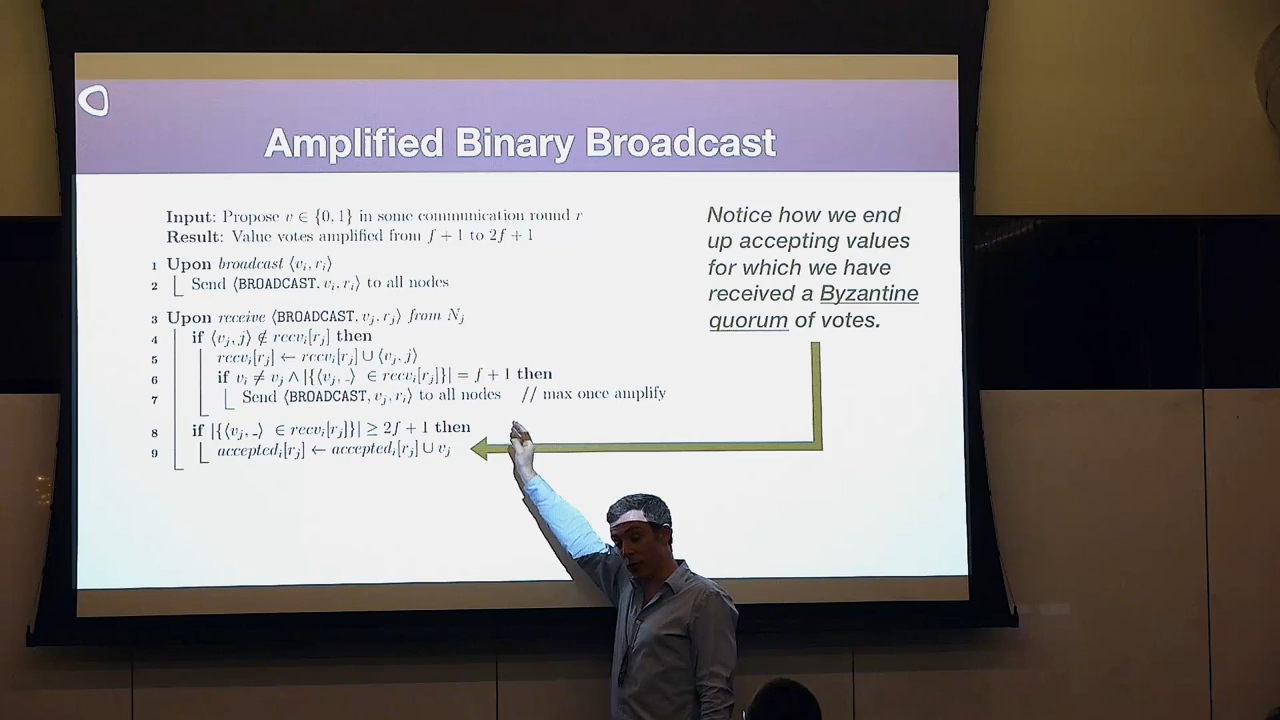 Amplified Binary Broadcast
Input: Propose v ∈ {0, 1} in some communication round r
Result: Value votes amplified from f + 1 to 2f + 1
1 Upon broadcast ⟨vᵢ, rᵢ⟩
2 Send ⟨BROADCAST, vᵢ, rᵢ⟩ to all nodes
3 Upon receive ⟨BROADCAST, vⱼ, rⱼ⟩ from Nⱼ
4 if ⟨vⱼ, j⟩ ∉ recvᵢ[rⱼ] then
5 recvᵢ[rⱼ] ← recvᵢ[rⱼ] ∪ ⟨vⱼ, j⟩
6 if vᵢ ≠ vⱼ ∧ |{⟨vⱼ, _⟩ ∈ recvᵢ[rⱼ]}| = f + 1 then
7 Send ⟨BROADCAST, vⱼ, rᵢ⟩ to all nodes // max once amplify
8 if |{⟨vⱼ, _⟩ ∈ recvᵢ[rⱼ]}| ≥ 2f + 1 then
9 acceptedᵢ[rⱼ] ← acceptedᵢ[rⱼ] ∪ vⱼ
Notice how we end
up accepting values
for which we have
received a Byzantine
quorum of votes.